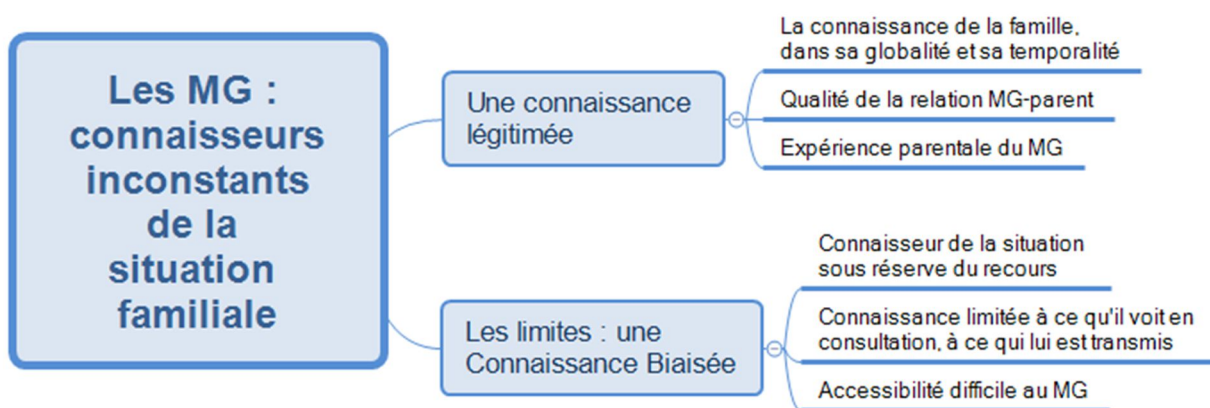 Les MG :
connaisseurs
inconstants
de la
situation
familiale
Une connaissance
légitimée
La connaissance de la famille,
dans sa globalité et sa temporalité
Qualité de la relation MG-parent
Expérience parentale du MG
Les limites : une
Connaissance Biaisée
Connaisseur de la situation
sous réserve du recours
Connaissance limitée à ce qu'il voit en
consultation, à ce qui lui est transmis
Accessibilité difficile au MG